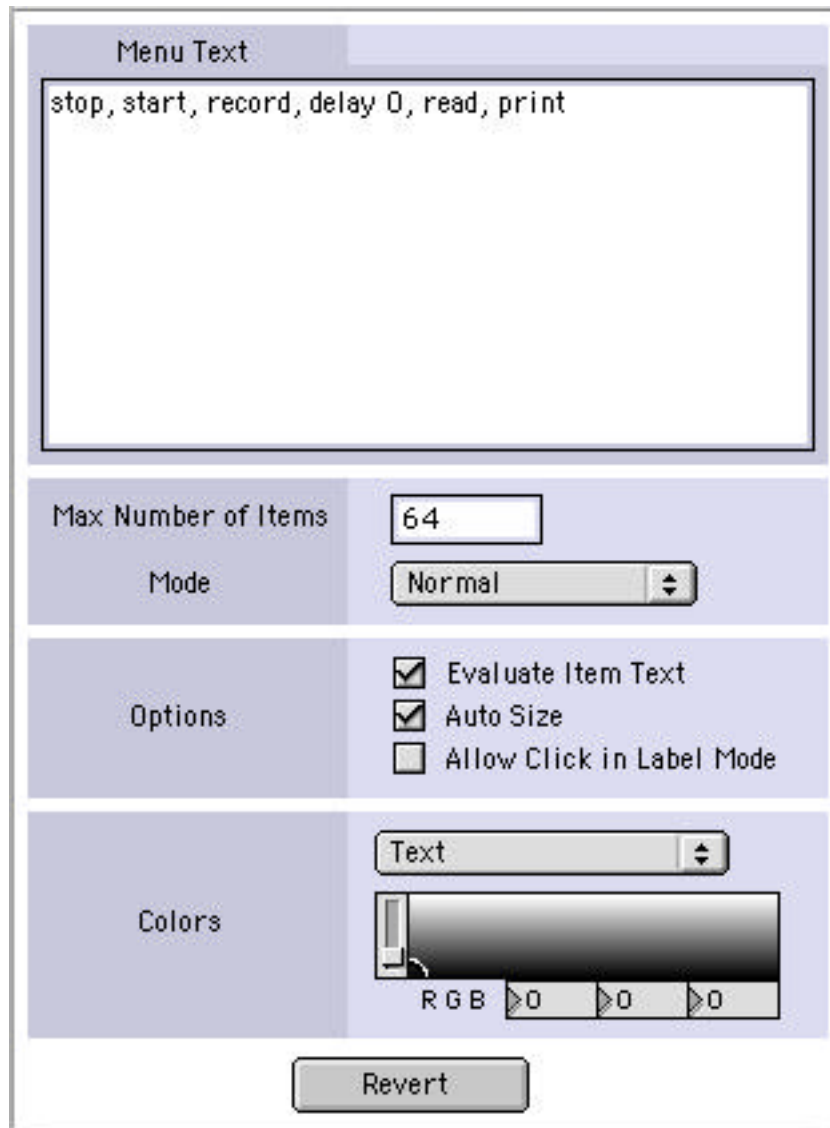 Menu Text
stop, start, record, delay 0, read, print
Max Number of Items 64
Mode Normal
Options
Evaluate Item Text
Auto Size
Allow Click in Label Mode
Colors
Text
R G B 0 0 0
Revert